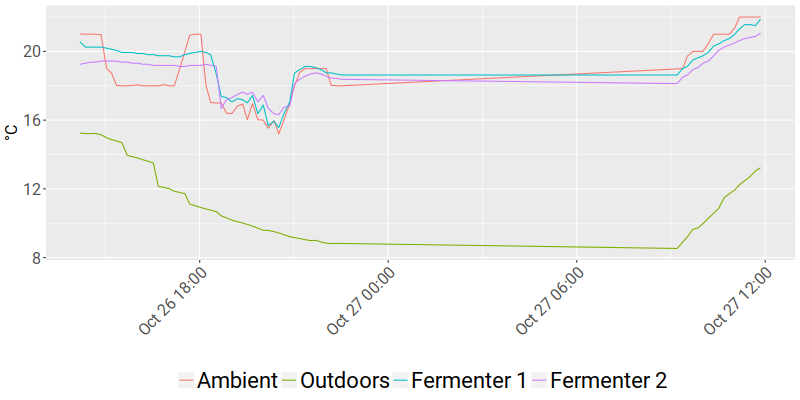 20
16
12
8
°C
Oct 26 18:00
Oct 27 00:00
Oct 27 06:00
Oct 27 12:00
Ambient Outdoors Fermenter 1 Fermenter 2